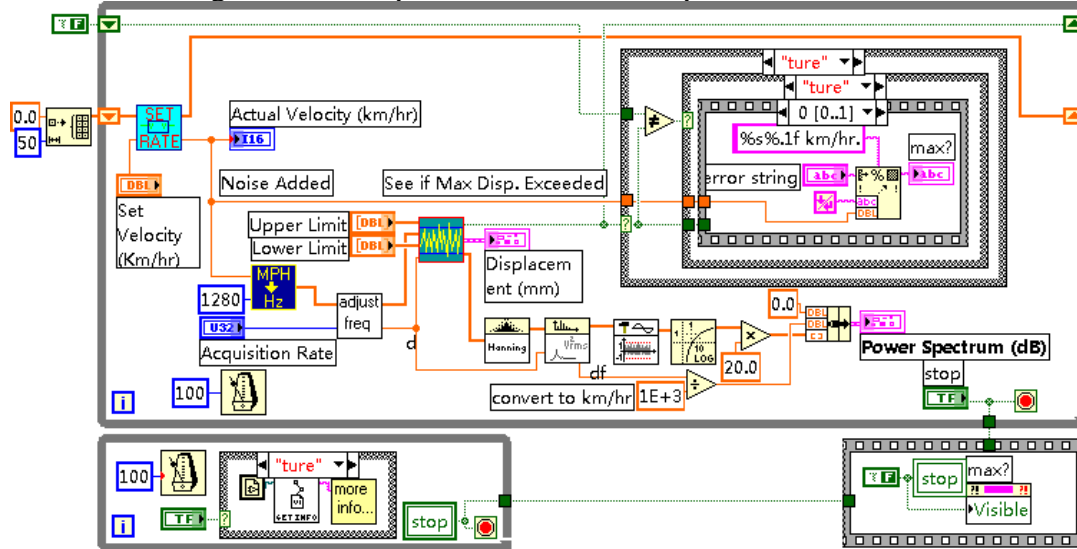 F
"ture"
"ture"
0 [0..1]
0.0
50
SET
RATE
Actual Velocity (km/hr)
I16
%s%.1f km/hr.
max?
error string
abc
%
abc
abc
DBL
DBL
Noise Added
See if Max Disp. Exceeded
Set
Velocity
(Km/hr)
Upper Limit
[DBL]
Lower Limit
[DBL]
?
?
Displacem
ent (mm)
MPH
Hz
1280
U32
adjust
freq
d
Acquisition Rate
Hanning
Vrms
10
LOG
x
20.0
0.0
DBL
DBL
Power Spectrum (dB)
df
÷
convert to km/hr
1E+3
100
stop
TF
i
100
"ture"
GET INFO
more
info...
TF
?
stop
i
F
stop
max?
?!
?!
Visible